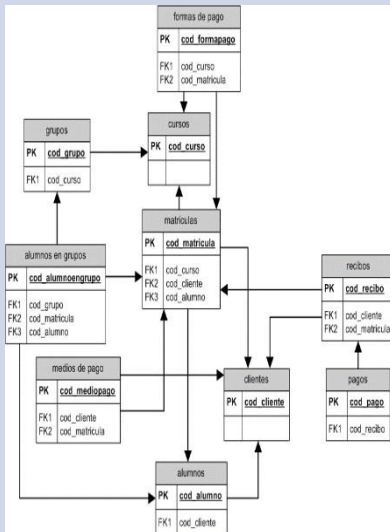 formas de pago
PK cod_formapago
FK1 cod_curso
FK2 cod_matricula
cursos
PK cod_curso
grupos
PK cod_grupo
FK1 cod_curso
matriculas
PK cod_matricula
FK1 cod_curso
FK2 cod_cliente
FK3 cod_alumno
alumnos en grupos
PK cod_alumnoengrupo
FK1 cod_grupo
FK2 cod_matricula
FK3 cod_alumno
recibos
PK cod_recibo
FK1 cod_cliente
FK2 cod_matricula
medios de pago
PK cod_mediopago
FK1 cod_cliente
FK2 cod_matricula
clientes
PK cod_cliente
pagos
PK cod_pago
FK1 cod_recibo
alumnos
PK cod_alumno
FK1 cod_cliente